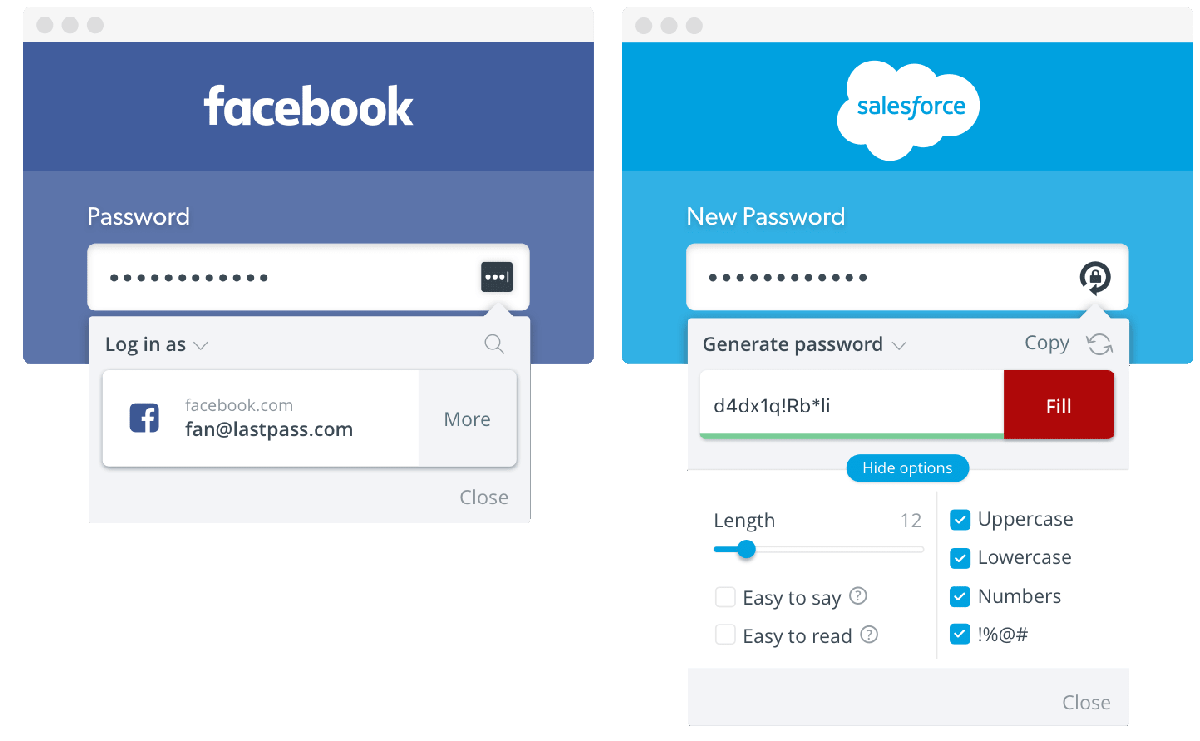 facebook
Password
Log in as
facebook.com
fan@lastpass.com
More
Close
salesforce
New Password
Generate password
Copy
d4dx1q!Rb*li
Fill
Hide options
Length 12
Easy to say ?
Easy to read ?
Uppercase
Lowercase
Numbers
!%@#
Close